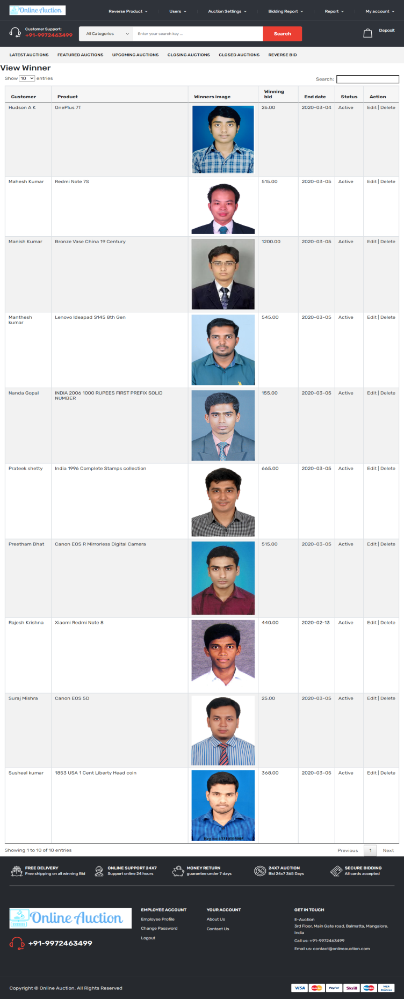 Online Auction
Reverse Product
Users
Auction Settings
Bidding Report
Report
My account
Customer Support:
+91-9972463499
All Categories
Enter your search key ...
Search
Deposit
LATEST AUCTIONS
FEATURED AUCTIONS
UPCOMING AUCTIONS
CLOSING AUCTIONS
CLOSED AUCTIONS
REVERSE BID
View Winner
Show 10 entries
Search:
Customer Product Winners image Winning bid End date Status Action
Hudson A K OnePlus 7T 26.00 2020-03-04 Active Edit | Delete
Mahesh Kumar Redmi Note 7S 515.00 2020-03-05 Active Edit | Delete
Manish Kumar Bronze Vase China 19 Century 1200.00 2020-03-05 Active Edit | Delete
Manthesh kumar Lenovo Ideapad S145 8th Gen 545.00 2020-03-05 Active Edit | Delete
Nanda Gopal INDIA 2006 1000 RUPEES FIRST PREFIX SOLID NUMBER 155.00 2020-03-05 Active Edit | Delete
Prateek shetty India 1996 Complete Stamps collection 665.00 2020-03-05 Active Edit | Delete
Preetham Bhat Canon EOS R Mirrorless Digital Camera 515.00 2020-03-05 Active Edit | Delete
Rajesh Krishna Xiaomi Redmi Note 8 440.00 2020-02-13 Active Edit | Delete
Suraj Mishra Canon EOS 5D 25.00 2020-03-05 Active Edit | Delete
Susheel kumar 1853 USA 1 Cent Liberty Head coin 368.00 2020-03-05 Active Edit | Delete
Showing 1 to 10 of 10 entries
Previous 1 Next
FREE DELIVERY
Free shipping on all winning Bid
ONLINE SUPPORT 24X7
Support online 24 hours
MONEY RETURN
guarantee under 7 days
24X7 AUCTION
Bid 24x7 365 Days
SECURE BIDDING
All cards accepted
Online Auction
+91-9972463499
EMPLOYEE ACCOUNT
Employee Profile
Change Password
Logout
YOUR ACCOUNT
About Us
Contact Us
GET IN TOUCH
E-Auction
3rd Floor, Main Gate road, Balmatta, Mangalore.
India
Call us: +91-9972463499
Email us: contact@onlineauction.com
Copyright © Online Auction. All Rights Reserved
VISA
PayPal
Skrill
Maestro
VISA
Electron